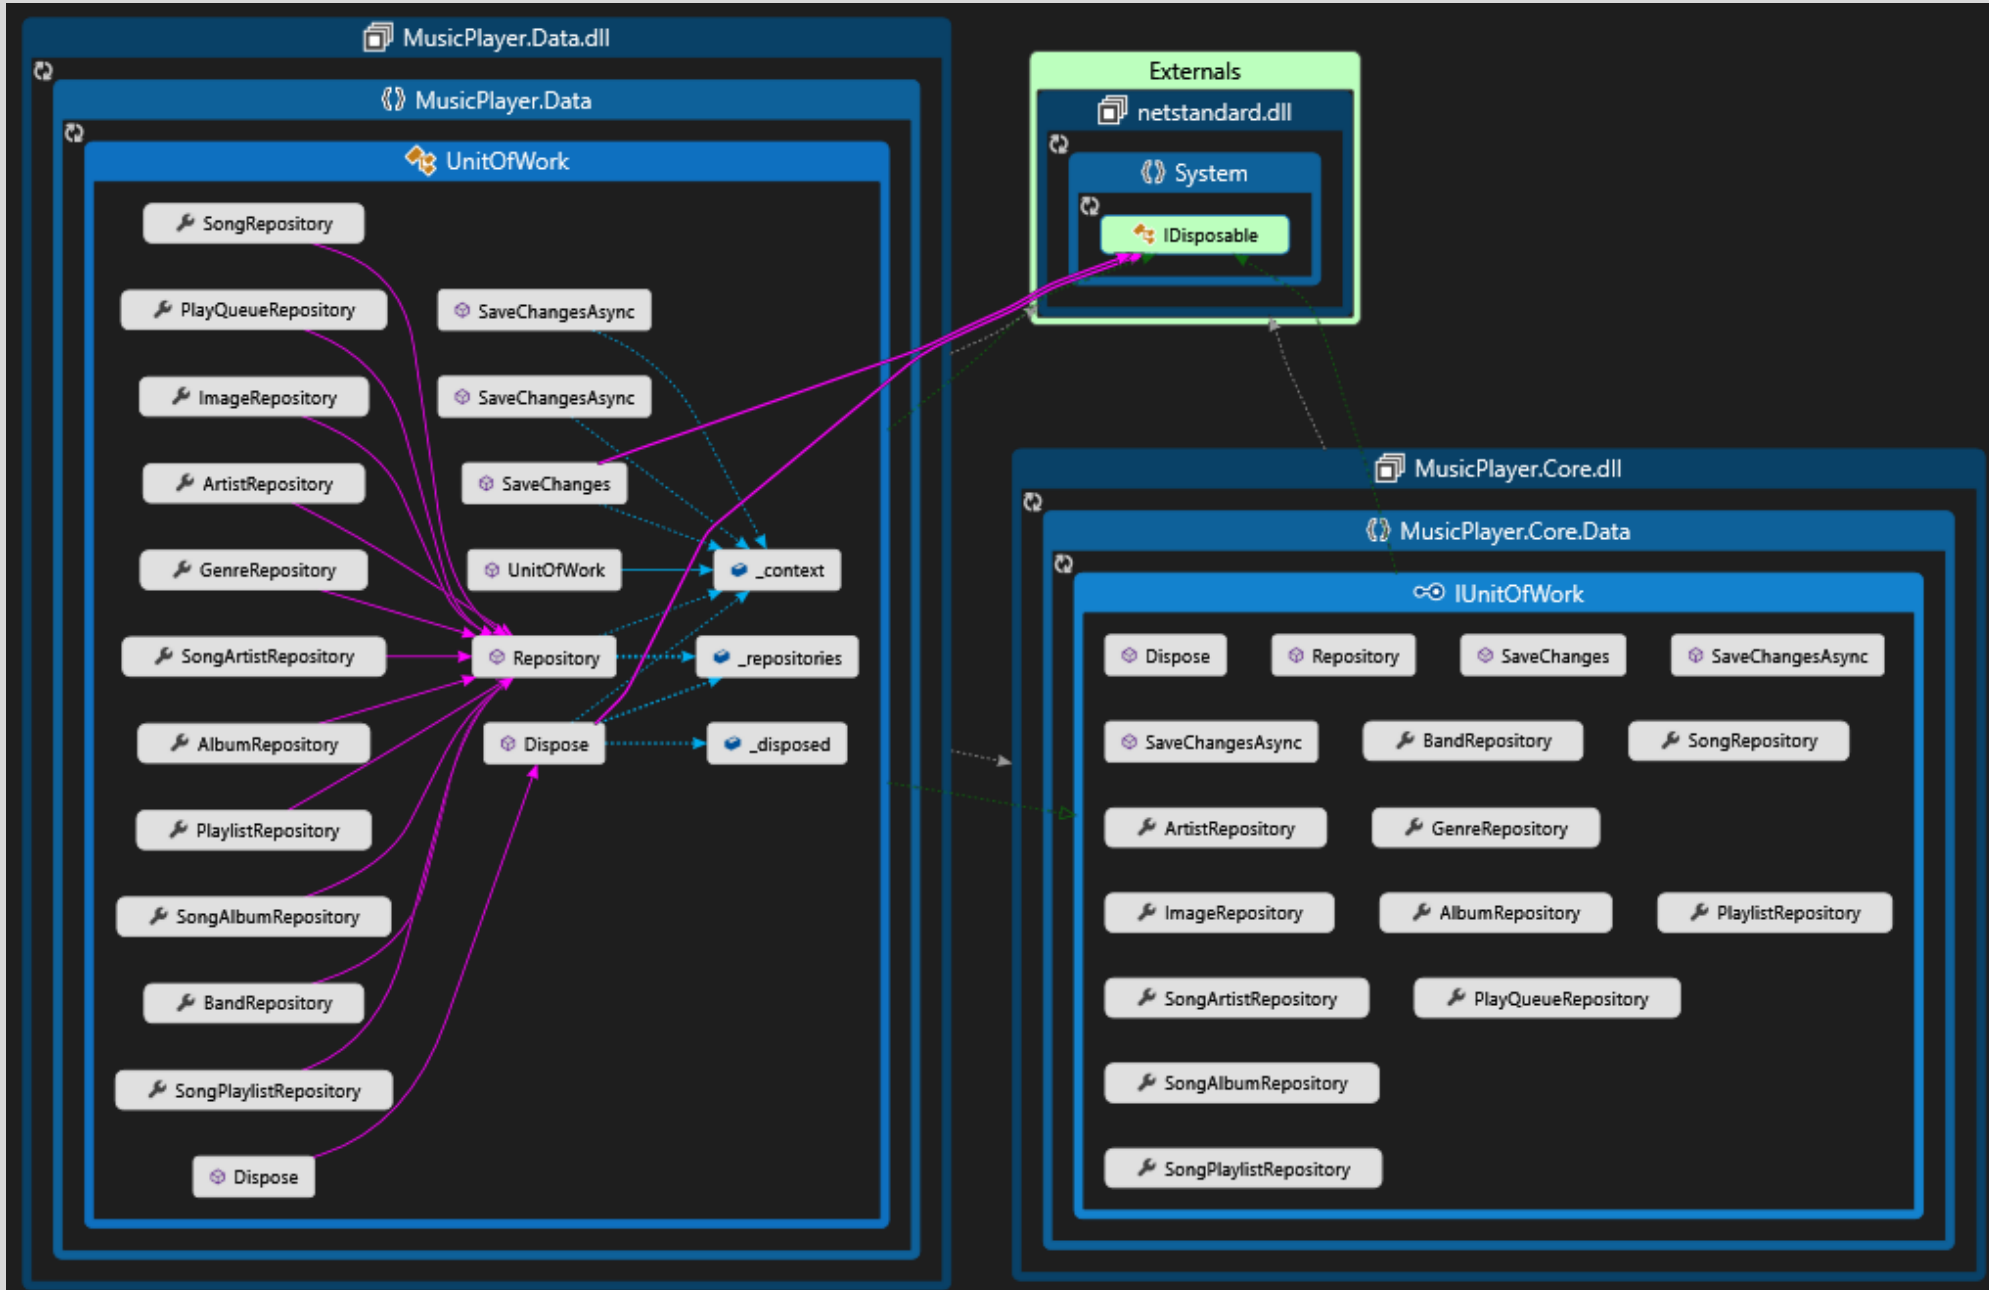 MusicPlayer.Data.dll
MusicPlayer.Data
UnitOfWork
SongRepository
PlayQueueRepository
SaveChangesAsync
ImageRepository
SaveChangesAsync
ArtistRepository
SaveChanges
GenreRepository
UnitOfWork
_context
SongArtistRepository
Repository
_repositories
AlbumRepository
Dispose
_disposed
PlaylistRepository
SongAlbumRepository
BandRepository
SongPlaylistRepository
Dispose
Externals
netstandard.dll
System
IDisposable
MusicPlayer.Core.dll
MusicPlayer.Core.Data
IUnitOfWork
Dispose
Repository
SaveChanges
SaveChangesAsync
SaveChangesAsync
BandRepository
SongRepository
ArtistRepository
GenreRepository
ImageRepository
AlbumRepository
PlaylistRepository
SongArtistRepository
PlayQueueRepository
SongAlbumRepository
SongPlaylistRepository